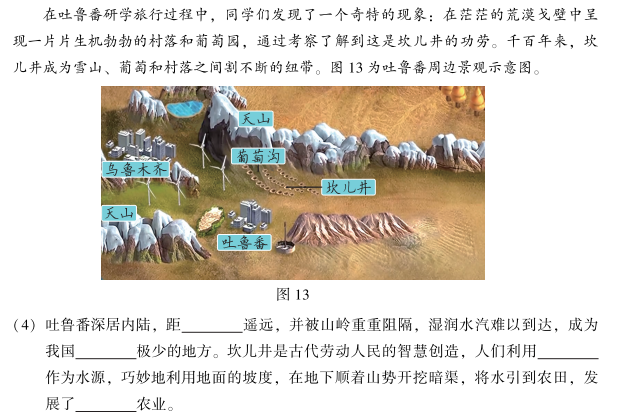 在吐鲁番研学旅行过程中，同学们发现了一个奇特的现象：在茫茫的荒漠戈壁中呈
现一片片生机勃勃的村落和葡萄园，通过考察了解到这是坎儿井的功劳。千百年来，坎
儿井成为雪山、葡萄和村落之间割不断的纽带。图 13 为吐鲁番周边景观示意图。
天山
葡萄沟
乌鲁木齐
坎儿井
天山
吐鲁番
图 13
（4）吐鲁番深居内陆，距________遥远，并被山岭重重阻隔，湿润水汽难以到达，成为
我国________极少的地方。坎儿井是古代劳动人民的智慧创造，人们利用________
作为水源，巧妙地利用地面的坡度，在地下顺着山势开挖暗渠，将水引到农田，发
展了________农业。